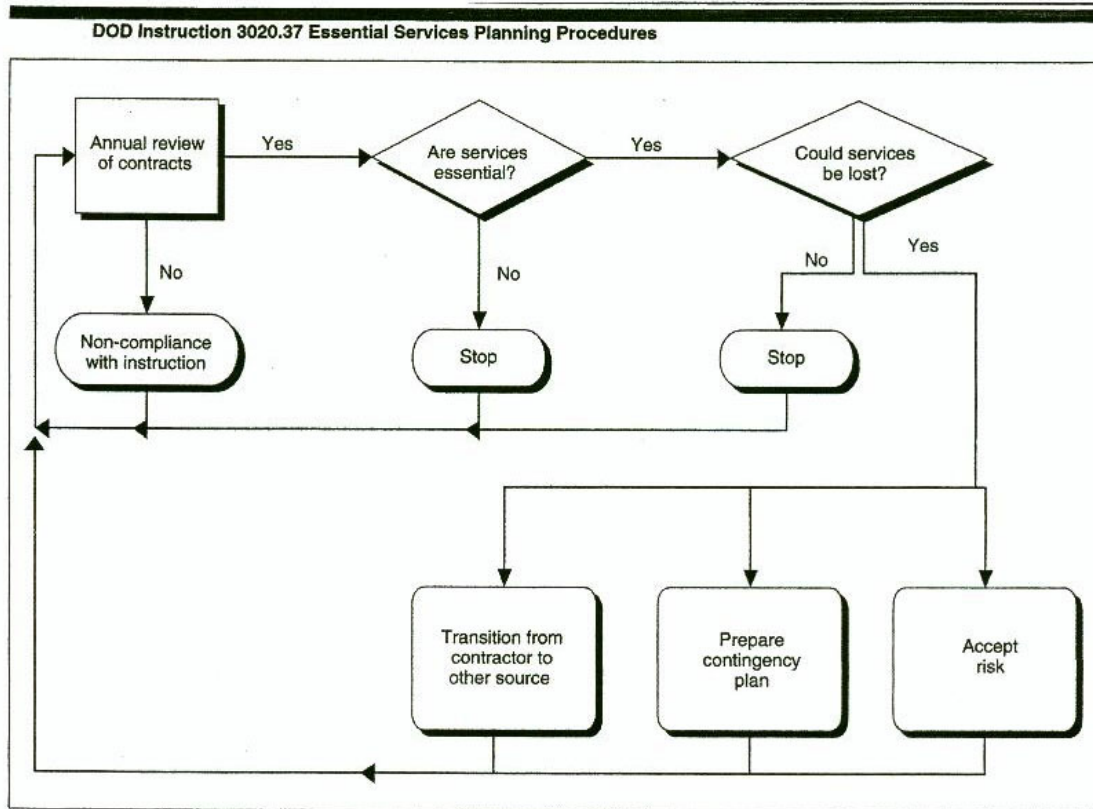 DOD Instruction 3020.37 Essential Services Planning Procedures
Annual review
of contracts
Yes
Are services
essential?
Yes
Could services
be lost?
No
No
No
Yes
Non-compliance
with instruction
Stop
Stop
Transition from
contractor to
other source
Prepare
contingency
plan
Accept
risk